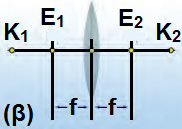 E₁ E₂
K₁ K₂
f f
(β)